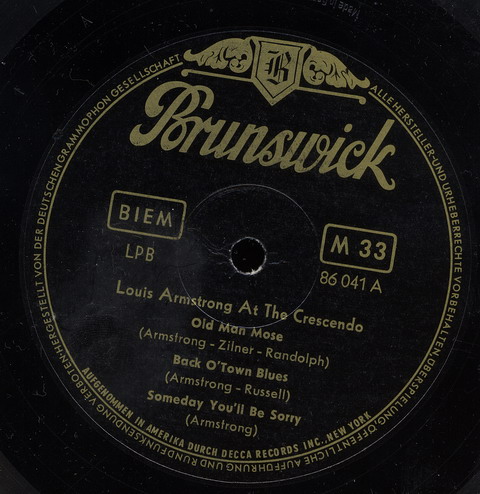 HERGESTELLT VON DER DEUTSCHEN GRAMMOPHON GESELLSCHAFT
ALLE HERSTELLER- UND URHEBERRECHTE VORBEHALTEN. ÜBERSPIELUNG, ÖFFENTLICHE AUFFÜHRUNG UND RUNDFUNKSENDUNG VERBOTEN
B
Brunswick
BIEM
LPB
M 33
86 041 A
Louis Armstrong At The Crescendo
Old Man Mose
(Armstrong - Zilner - Randolph)
Back O'Town Blues
(Armstrong - Russell)
Someday You'll Be Sorry
(Armstrong)
AUFGENOMMEN IN AMERIKA DURCH DECCA RECORDS INC., NEW YORK